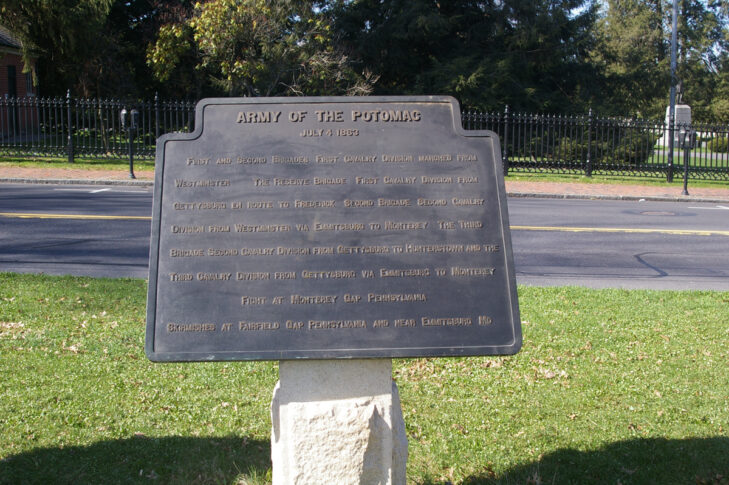 ARMY OF THE POTOMAC
JULY 4 1863
FIRST AND SECOND BRIGADES FIRST CAVALRY DIVISION MARCHED FROM
WESTMINSTER THE RESERVE BRIGADE FIRST CAVALRY DIVISION FROM
GETTYSBURG EN ROUTE TO FREDERICK SECOND BRIGADE SECOND CAVALRY
DIVISION FROM WESTMINSTER VIA EMMITSBURG TO MONTEREY THE THIRD
BRIGADE SECOND CAVALRY DIVISION FROM GETTYSBURG TO HUNTERSTOWN AND THE
THIRD CAVALRY DIVISION FROM GETTYSBURG VIA EMMITSBURG TO MONTEREY
FIGHT AT MONTEREY GAP PENNSYLVANIA
SKIRMISHES AT FAIRFIELD GAP PENNSYLVANIA AND NEAR EMMITSBURG MD